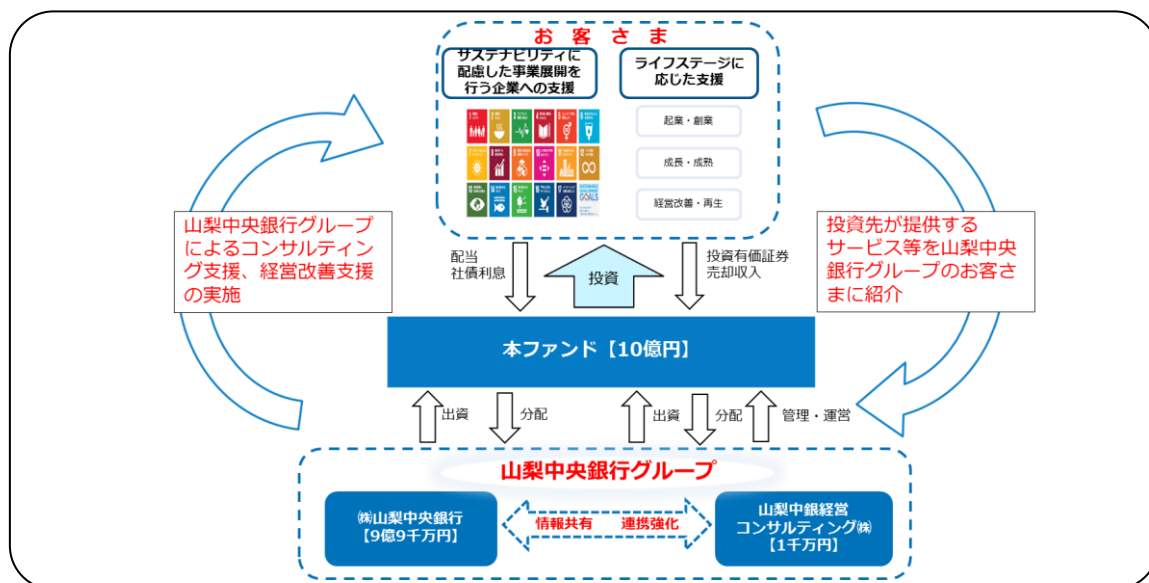 お客さま
サステナビリティに
配慮した事業展開を
行う企業への支援
ライフステージに
応じた支援
起業・創業
成長・成熟
経営改善・再生
山梨中央銀行グループ
によるコンサルティン
グ支援、経営改善支援
の実施
投資先が提供する
サービス等を山梨中央
銀行グループのお客さ
まに紹介
配当
社債利息
投資
投資有価証券
売却収入
本ファンド【10億円】
出資
分配
出資
分配
管理・運営
山梨中央銀行グループ
㈱山梨中央銀行
【9億9千万円】
情報共有 連携強化
山梨中銀経営
コンサルティング㈱
【1千万円】